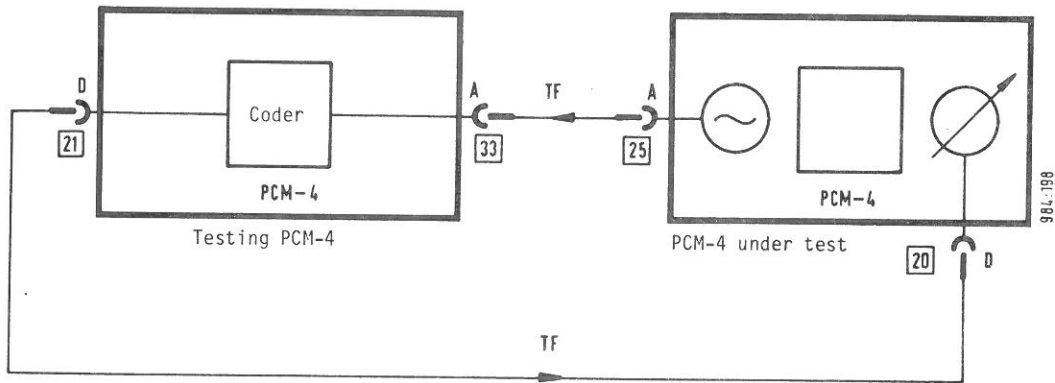 D
21
Coder
PCM-4
Testing PCM-4
A
33
TF
A
25
PCM-4
PCM-4 under test
984-198
20
D
TF